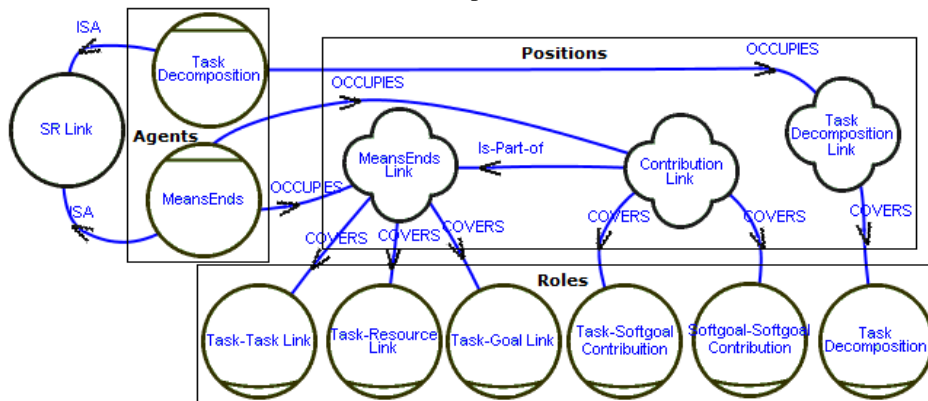 ISA
Task
Decomposition
Positions
OCCUPIES
OCCUPIES
SR Link
Agents
MeansEnds
Link
Is-Part-of
Contribution
Link
Task
Decomposition
Link
MeansEnds
OCCUPIES
ISA
COVERS
COVERS
COVERS
COVERS
COVERS
COVERS
Roles
Task-Task Link
Task-Resource
Link
Task-Goal Link
Task-Softgoal
Contribuition
Softgoal-Softgoal
Contribution
Task
Decomposition